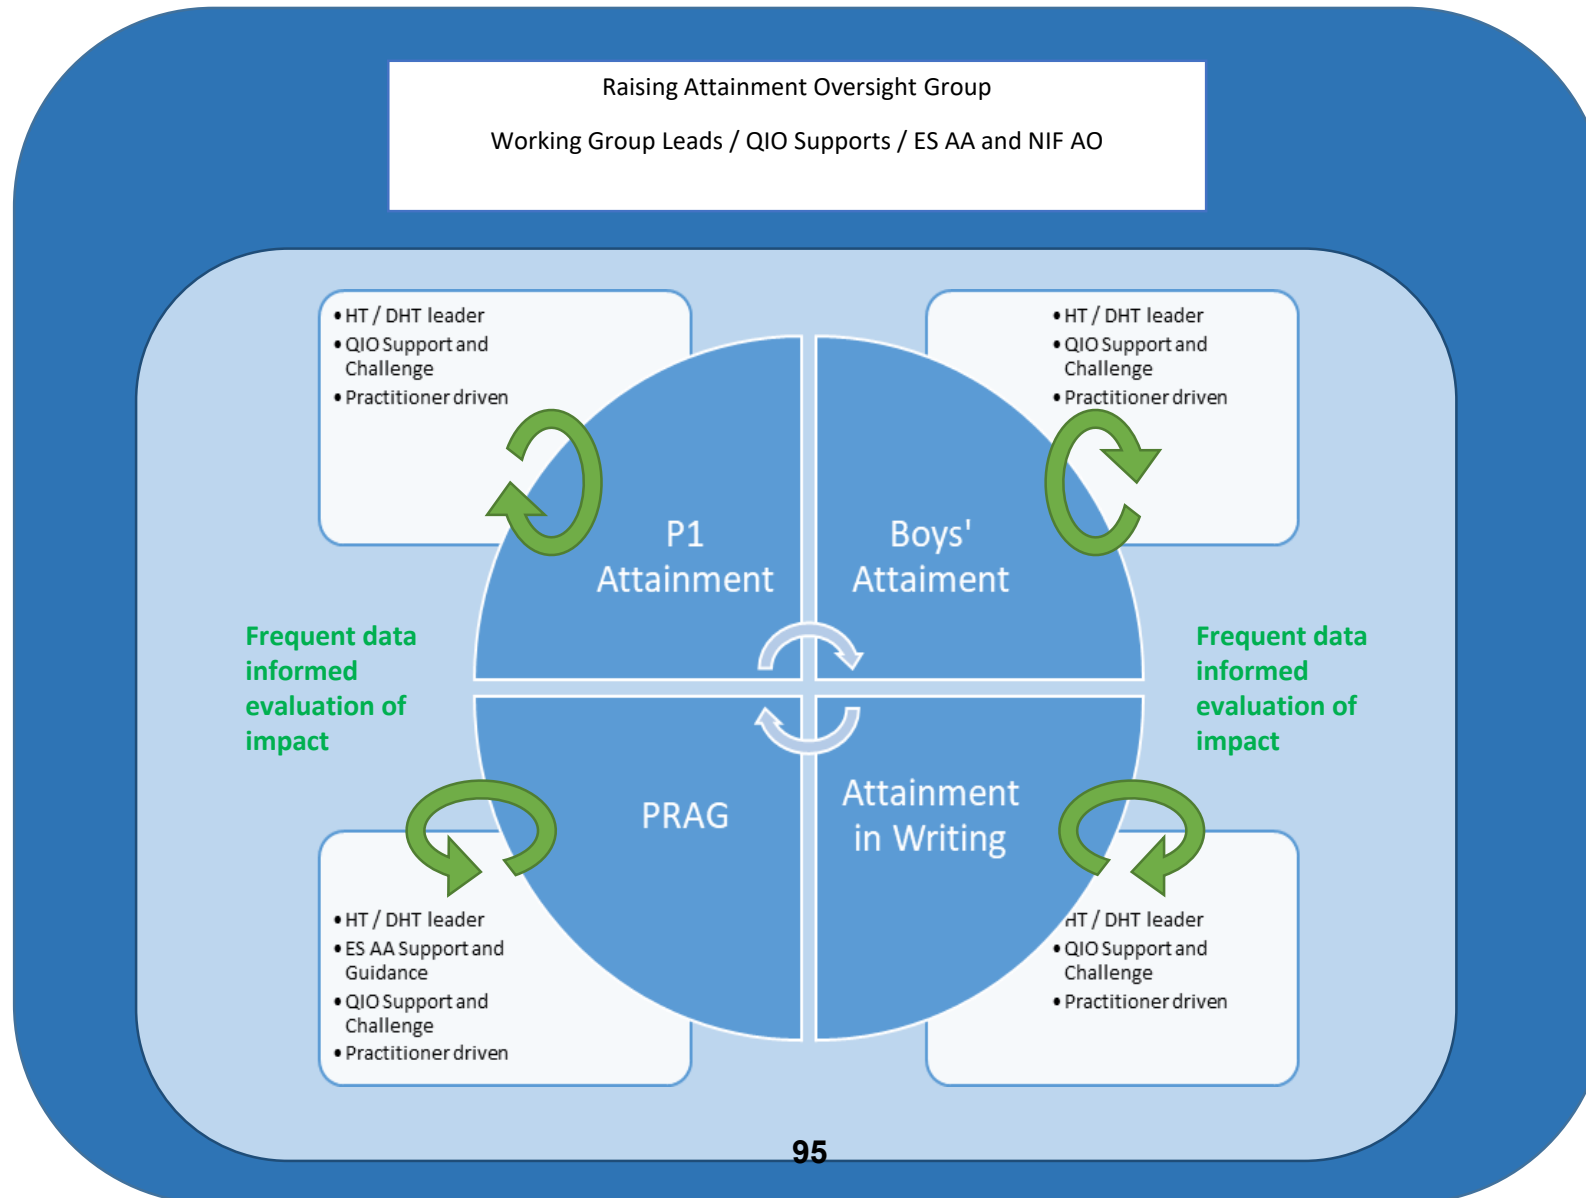 Raising Attainment Oversight Group
Working Group Leads / QIO Supports / ES AA and NIF AO
• HT / DHT leader
• QIO Support and
Challenge
• Practitioner driven
• HT / DHT leader
• QIO Support and
Challenge
• Practitioner driven
P1
Attainment
Boys'
Attaiment
Frequent data
informed
evaluation of
impact
Frequent data
informed
evaluation of
impact
PRAG
Attainment
in Writing
• HT / DHT leader
• ES AA Support and
Guidance
• QIO Support and
Challenge
• Practitioner driven
HT / DHT leader
• QIO Support and
Challenge
• Practitioner driven
95